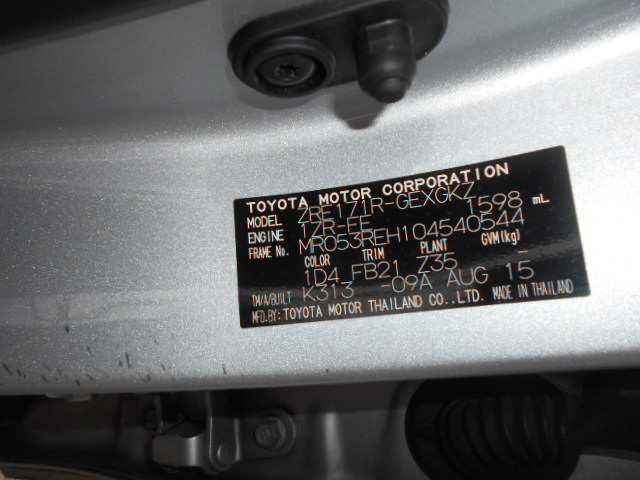 TOYOTA MOTOR CORPORATION
MODEL ZRE171R-GEXGKZ
ENGINE 1ZR-FE 1598 mL
FRAME No. MR053REH104540544
COLOR TRIM PLANT GVM(kg)
1D4 FB21 Z35 -
TM/A/BUILT K313 -09A AUG 15
MFD.BY: TOYOTA MOTOR THAILAND CO.,LTD. MADE IN THAILAND